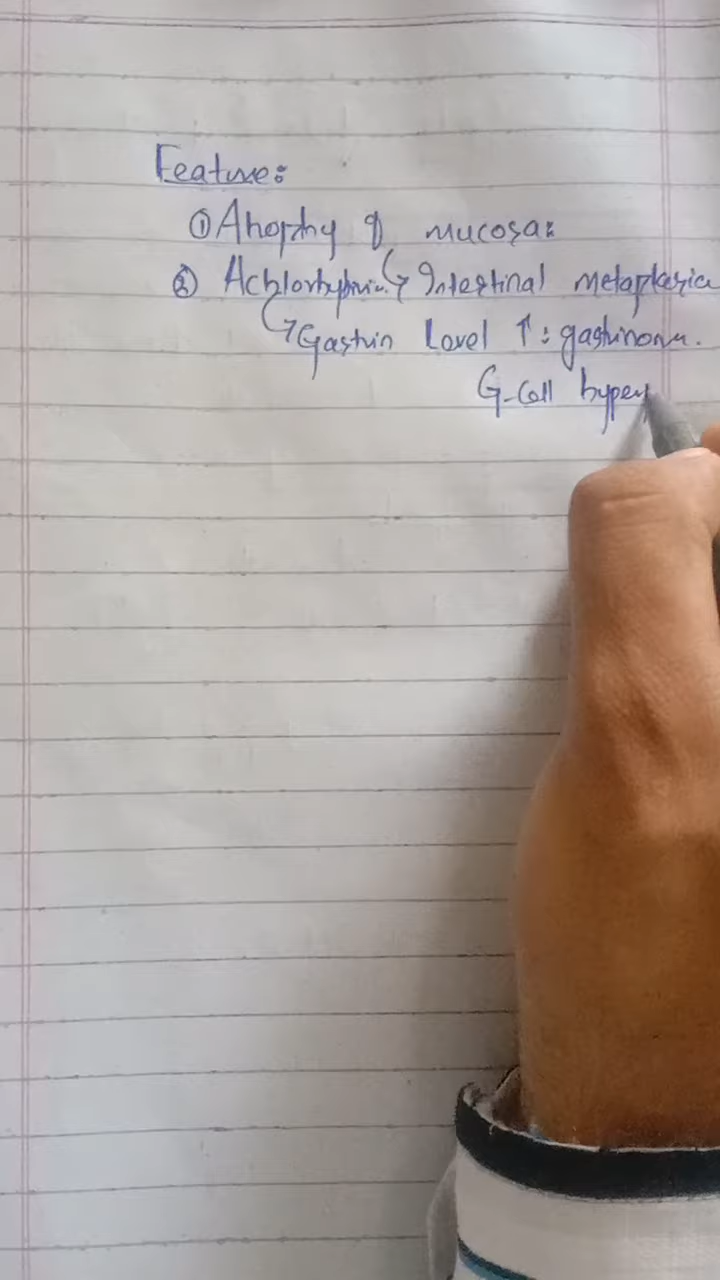 Feature:
① Atrophy of mucosa:
② Achlorhydria. ↳ Intestinal metaplasia
↳ Gastrin Level ↑ : gastrinoma.
G-Cell hyper